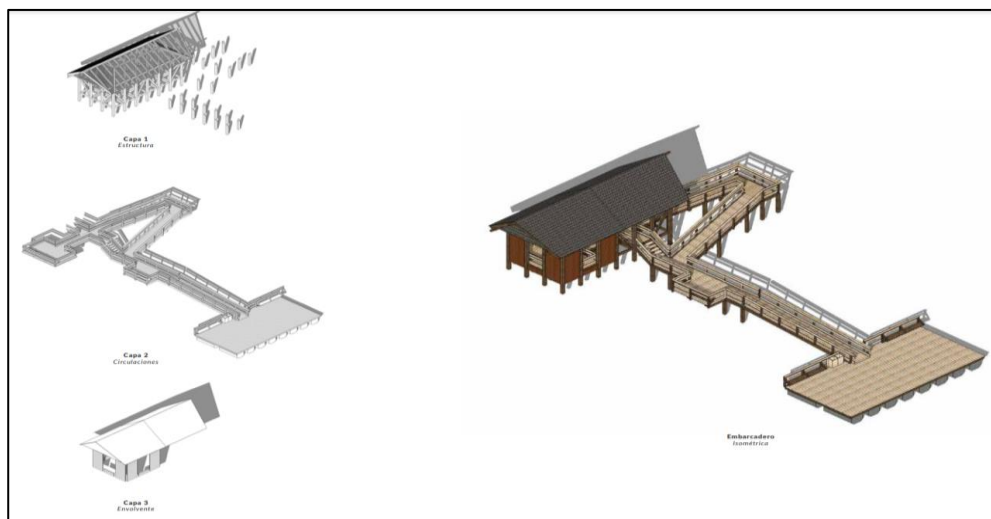 Capa 1
Estructura
Capa 2
Circulaciones
Capa 3
Envolvente
Embarcadero
Isométrica